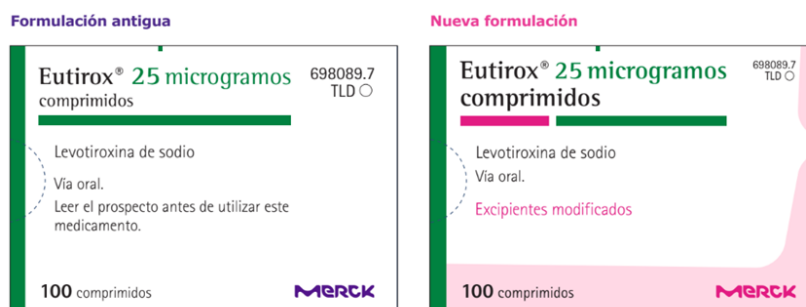 Formulación antigua
Eutirox® 25 microgramos
comprimidos
698089.7
TLD
Levotiroxina de sodio
Vía oral.
Leer el prospecto antes de utilizar este
medicamento.
100 comprimidos
MERCK
Nueva formulación
Eutirox® 25 microgramos
comprimidos
698089.7
TLD
Levotiroxina de sodio
Vía oral.
Excipientes modificados
100 comprimidos
MERCK